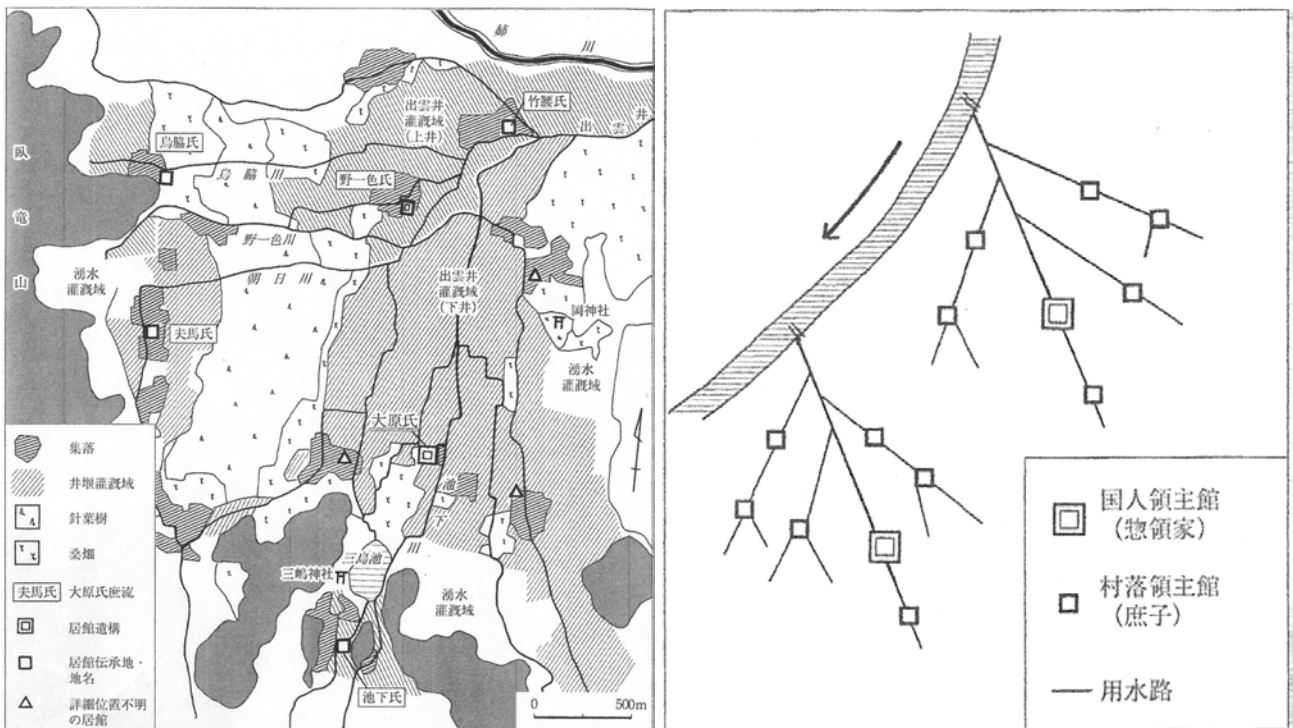 姉川
出雲井
灌漑域
(上井)
竹腰氏
出雲井
烏脇氏
烏脇川
野一色氏
臥竜山
野一色川
朝日川
湧水
灌漑域
出雲井
灌漑域
(下井)
岡神社
夫馬氏
湧水
灌漑域
大原氏
池下川
三島池
三嶋神社
湧水
灌漑域
池下氏
0 500m
集落
井堰灌漑域
針葉樹
桑畑
夫馬氏 大原氏庶流
居館遺構
居館伝承地・
地名
詳細位置不明
の居館
国人領主館
(惣領家)
村落領主館
(庶子)
用水路